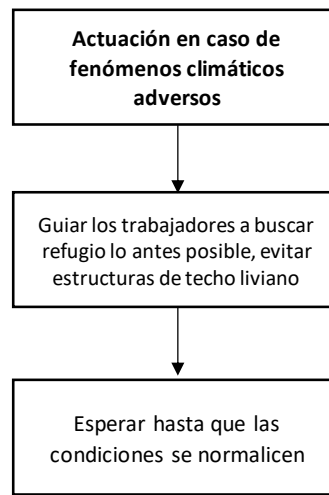 Actuación en caso de
fenómenos climáticos
adversos
Guiar los trabajadores a buscar
refugio lo antes posible, evitar
estructuras de techo liviano
Esperar hasta que las
condiciones se normalicen